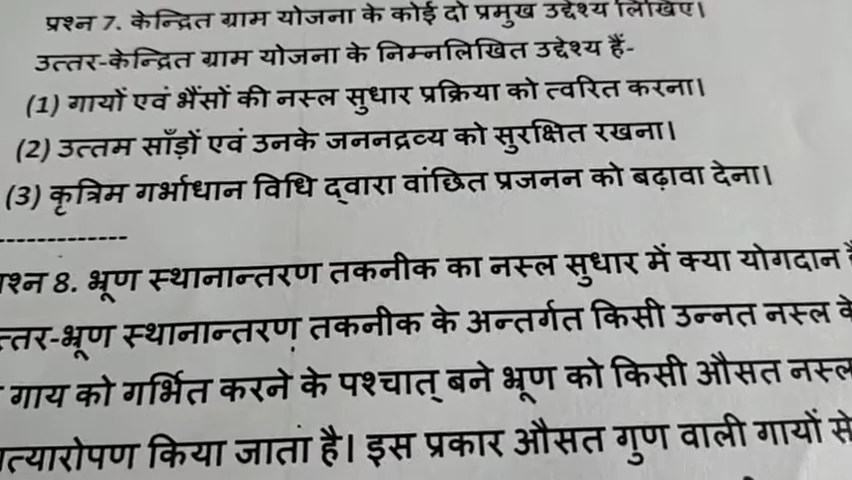 प्रश्न 7. केन्द्रित ग्राम योजना के कोई दो प्रमुख उद्देश्य लिखिए।
उत्तर-केन्द्रित ग्राम योजना के निम्नलिखित उद्देश्य हैं-
(1) गायों एवं भैंसों की नस्ल सुधार प्रक्रिया को त्वरित करना।
(2) उत्तम साँड़ों एवं उनके जननद्रव्य को सुरक्षित रखना।
(3) कृत्रिम गर्भाधान विधि द्वारा वांछित प्रजनन को बढ़ावा देना।
-------------
श्न 8. भ्रूण स्थानान्तरण तकनीक का नस्ल सुधार में क्या योगदान
त्तर-भ्रूण स्थानान्तरण तकनीक के अन्तर्गत किसी उन्नत नस्ल
गाय को गर्भित करने के पश्चात् बने भ्रूण को किसी औसत नस्ल
त्यारोपण किया जाता है। इस प्रकार औसत गुण वाली गायों से